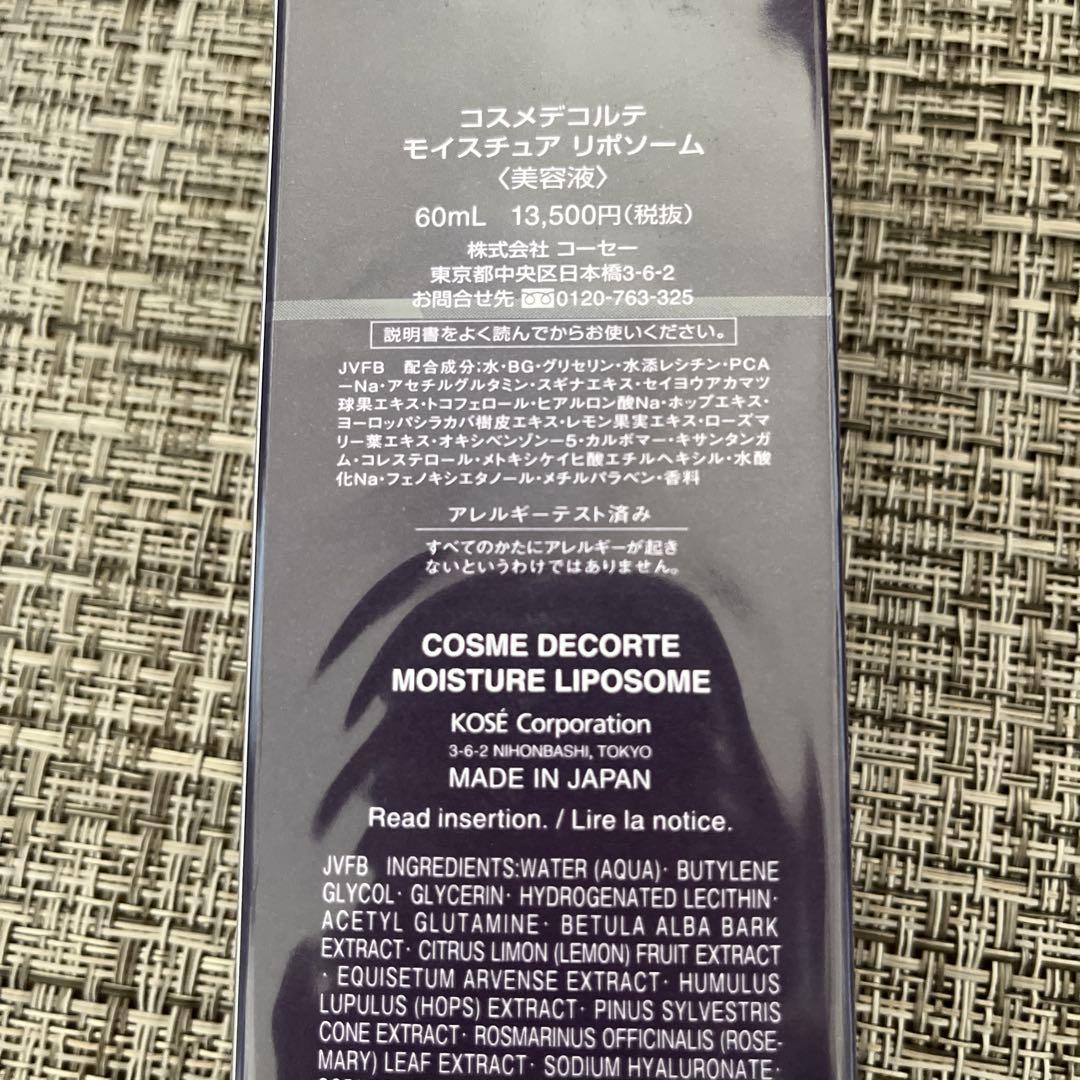 コスメデコルテ
モイスチュア リポソーム
〈美容液〉
60mL 13,500円(税抜)
株式会社 コーセー
東京都中央区日本橋3-6-2
お問合せ先 0120-763-325
説明書をよく読んでからお使いください。
JVFB 配合成分:水・BG・グリセリン・水添レシチン・PCA
ーNa・アセチルグルタミン・スギナエキス・セイヨウアカマツ
球果エキス・トコフェロール・ヒアルロン酸Na・ホップエキス・
ヨーロッパシラカバ樹皮エキス・レモン果実エキス・ローズマ
リー葉エキス・オキシベンゾン−5・カルボマー・キサンタンガ
ム・コレステロール・メトキシケイヒ酸エチルヘキシル・水酸
化Na・フェノキシエタノール・メチルパラベン・香料
アレルギーテスト済み
すべてのかたにアレルギーが起き
ないというわけではありません。
COSME DECORTE
MOISTURE LIPOSOME
KOSÉ Corporation
3-6-2 NIHONBASHI, TOKYO
MADE IN JAPAN
Read insertion. / Lire la notice.
JVFB INGREDIENTS:WATER (AQUA)· BUTYLENE
GLYCOL· GLYCERIN· HYDROGENATED LECITHIN·
ACETYL GLUTAMINE· BETULA ALBA BARK
EXTRACT· CITRUS LIMON (LEMON) FRUIT EXTRACT
· EQUISETUM ARVENSE EXTRACT· HUMULUS
LUPULUS (HOPS) EXTRACT· PINUS SYLVESTRIS
CONE EXTRACT· ROSMARINUS OFFICINALIS (ROSE-
MARY) LEAF EXTRACT· SODIUM HYALURONATE·